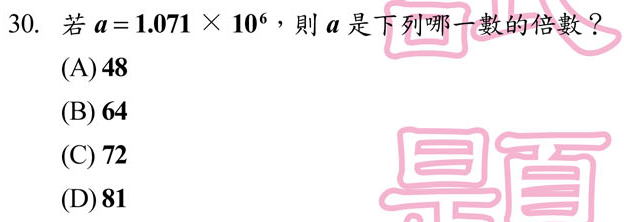 30. 若 a = 1.071 × 10⁶，則 a 是下列哪一數的倍數？
(A) 48
(B) 64
(C) 72
(D) 81